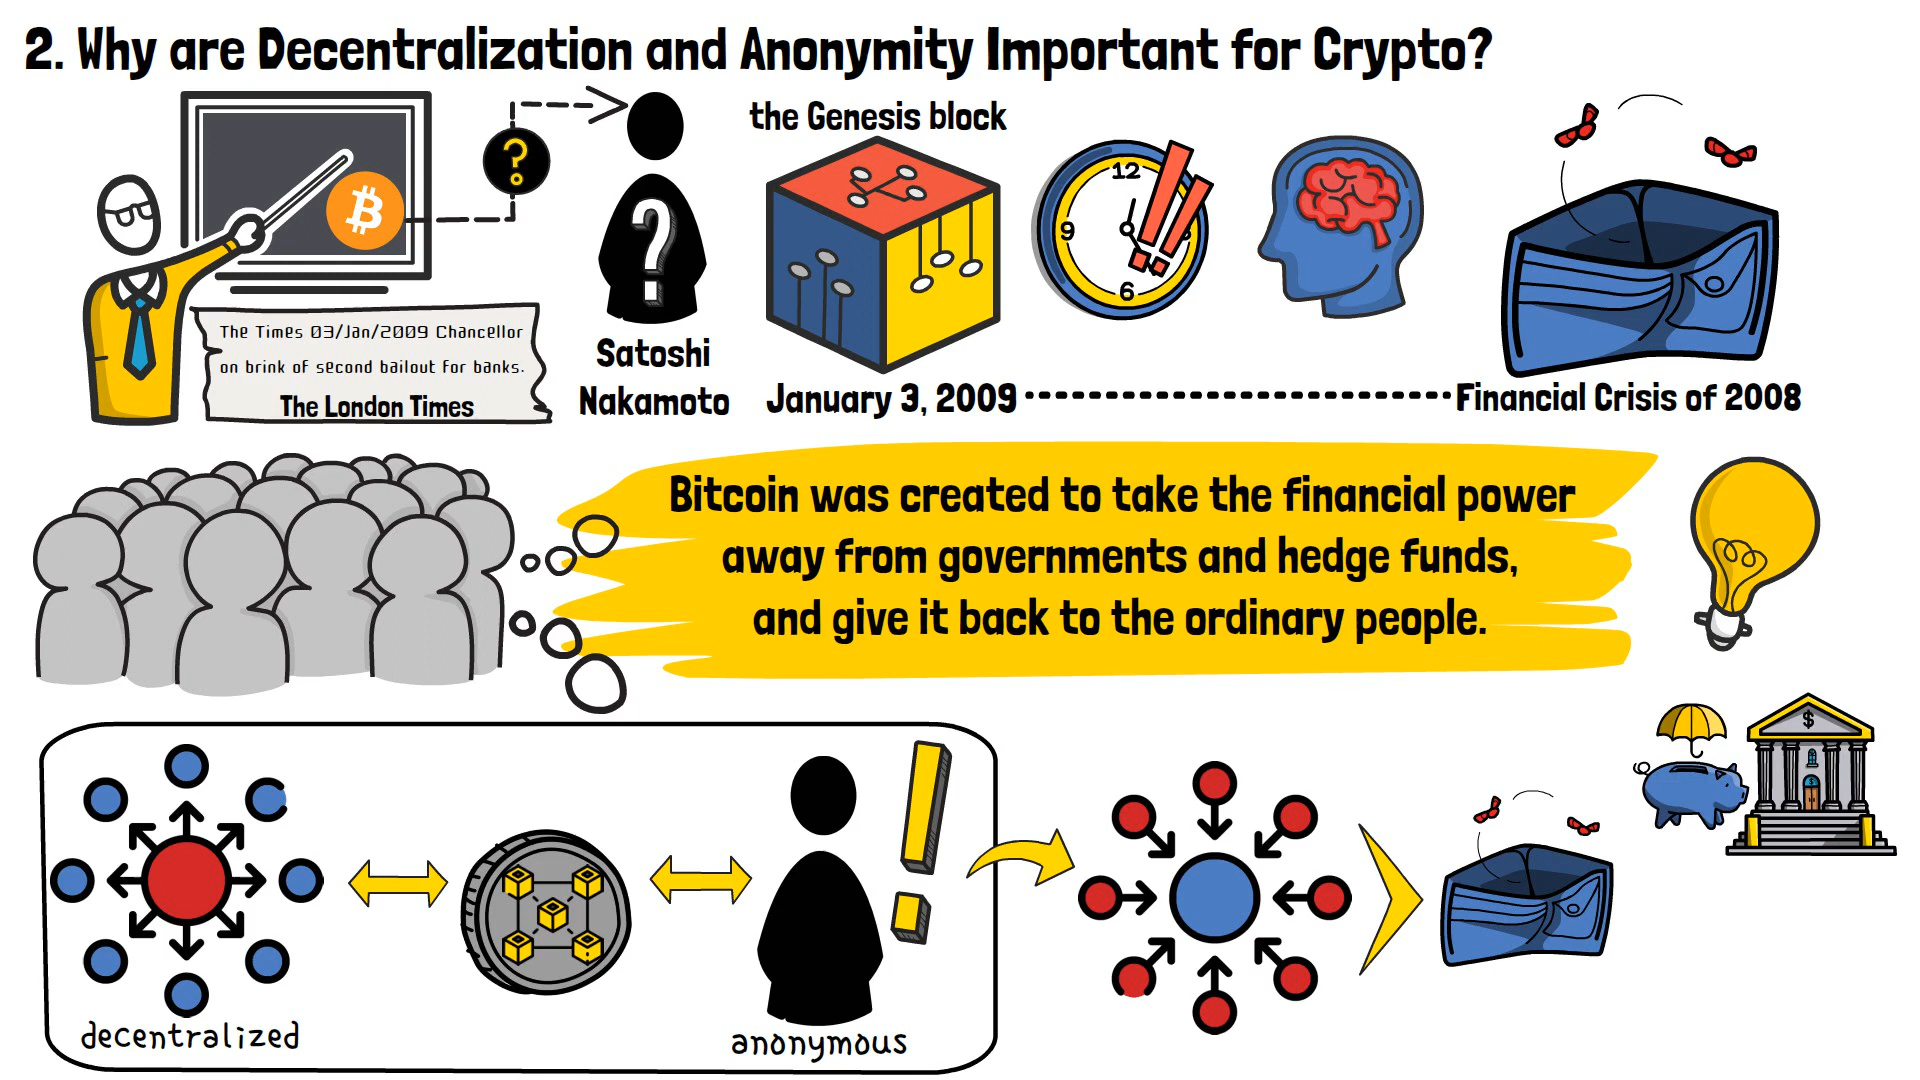 2. Why are Decentralization and Anonymity Important for Crypto?
the Genesis block
12
9
6
The Times 03/Jan/2009 Chancellor
on brink of second bailout for banks.
The London Times
Satoshi
Nakamoto
January 3, 2009
Financial Crisis of 2008
Bitcoin was created to take the financial power
away from governments and hedge funds,
and give it back to the ordinary people.
$
decentralized
anonymous